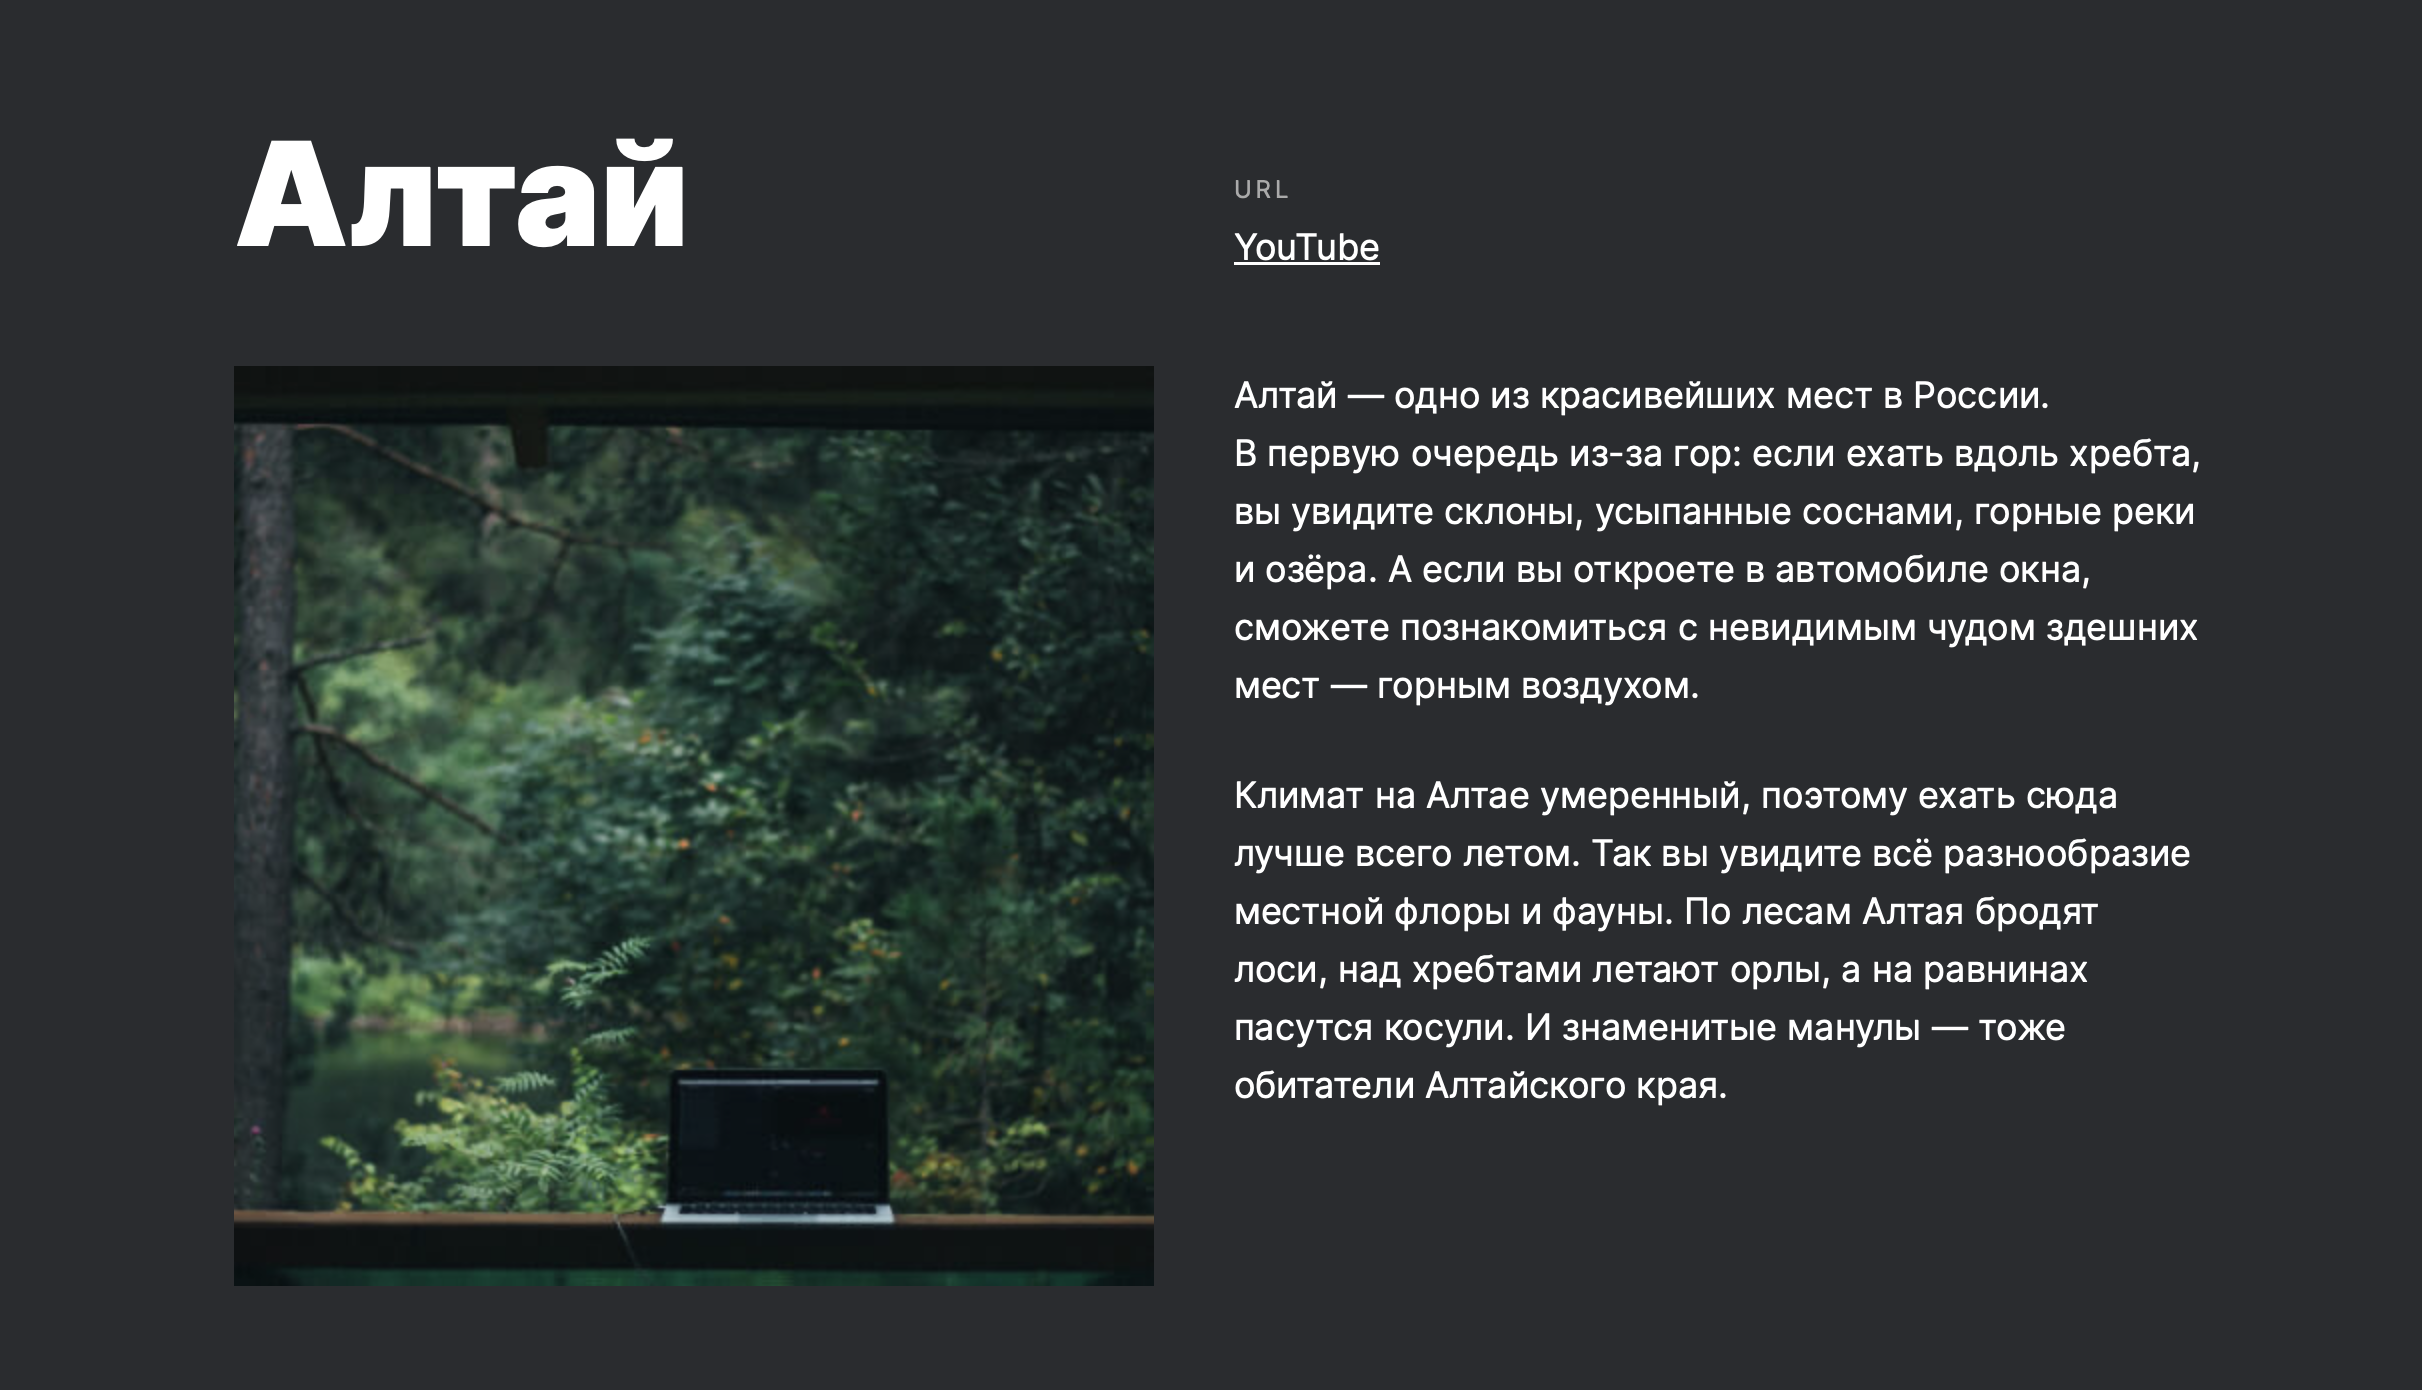 Алтай
URL
YouTube
Алтай — одно из красивейших мест в России.
В первую очередь из-за гор: если ехать вдоль хребта,
вы увидите склоны, усыпанные соснами, горные реки
и озёра. А если вы откроете в автомобиле окна,
сможете познакомиться с невидимым чудом здешних
мест — горным воздухом.
Климат на Алтае умеренный, поэтому ехать сюда
лучше всего летом. Так вы увидите всё разнообразие
местной флоры и фауны. По лесам Алтая бродят
лоси, над хребтами летают орлы, а на равнинах
пасутся косули. И знаменитые манулы — тоже
обитатели Алтайского края.